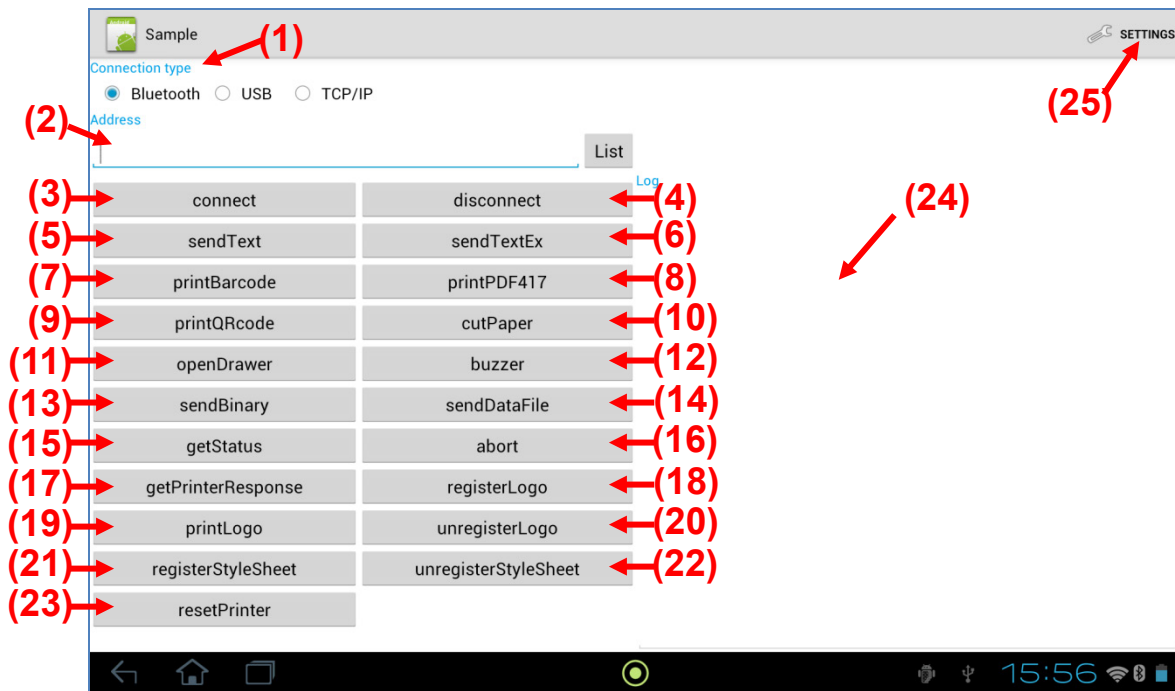 Sample (1) SETTINGS
Connection type
Bluetooth USB TCP/IP (25)
(2) Address
List
Log
(3) connect disconnect (4) (24)
(5) sendText sendTextEx (6)
(7) printBarcode printPDF417 (8)
(9) printQRcode cutPaper (10)
(11) openDrawer buzzer (12)
(13) sendBinary sendDataFile (14)
(15) getStatus abort (16)
(17) getPrinterResponse registerLogo (18)
(19) printLogo unregisterLogo (20)
(21) registerStyleSheet unregisterStyleSheet (22)
(23) resetPrinter
15:56